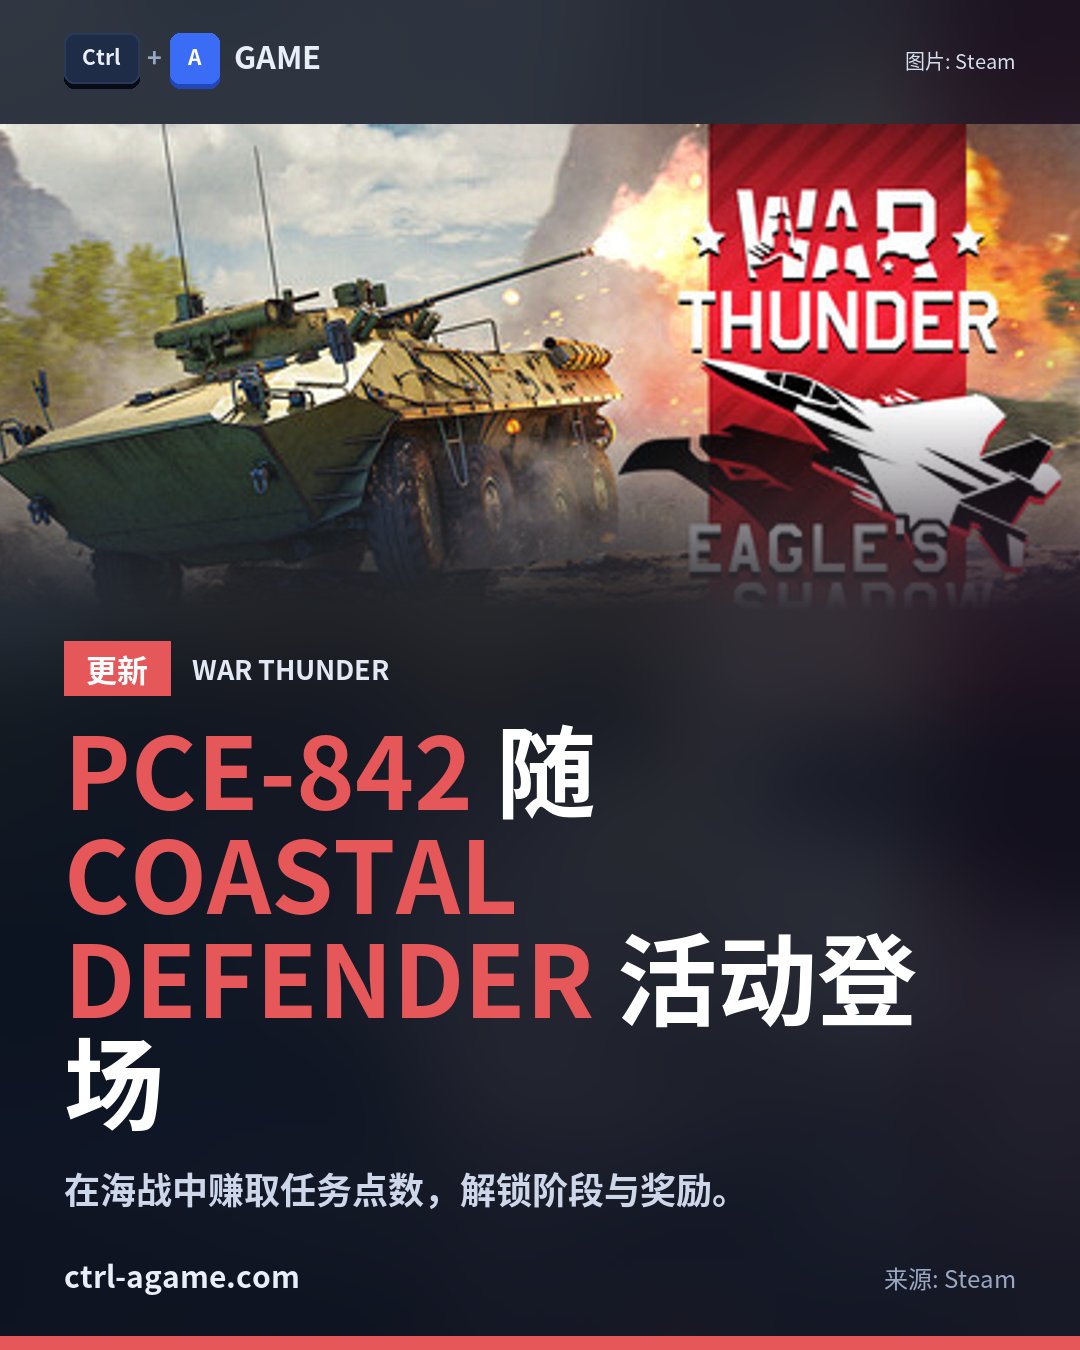 Ctrl + A GAME
图片: Steam
WAR
THUNDER
EAGLE'S
SHADOW
更新 WAR THUNDER
PCE-842 随
COASTAL
DEFENDER 活动登
场
在海战中赚取任务点数，解锁阶段与奖励。
ctrl-agame.com
来源: Steam